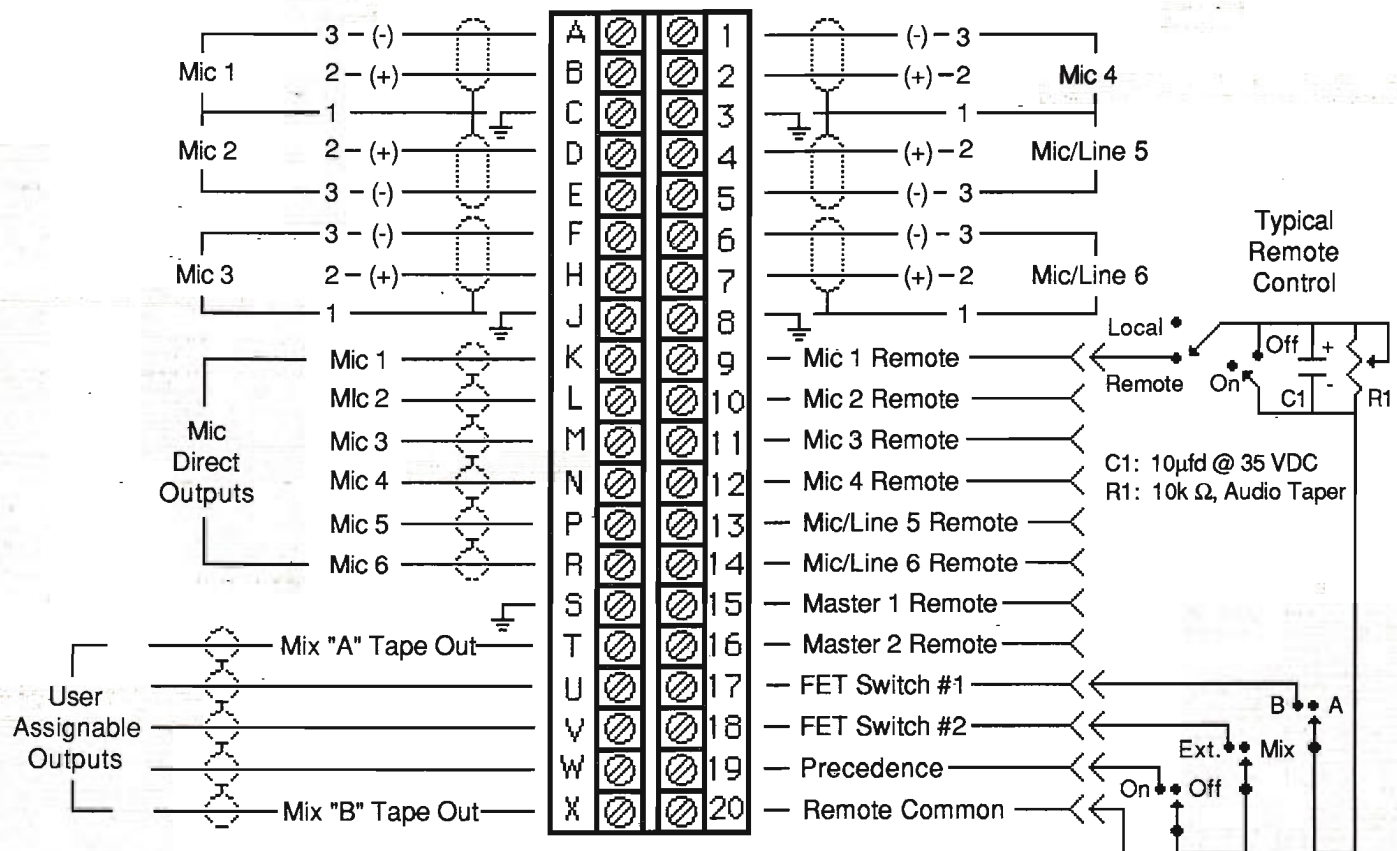 3 – (-) A 1 (-) – 3
Mic 1 2 – (+) B 2 (+) – 2 Mic 4
1 C 3 1
Mic 2 2 – (+) D 4 (+) – 2 Mic/Line 5
3 – (-) E 5 (-) – 3
3 – (-) F 6 (-) – 3
Mic 3 2 – (+) H 7 (+) – 2 Mic/Line 6
1 J 8 1
Typical
Remote
Control
Mic
Direct
Outputs
Mic 1 K 9 – Mic 1 Remote
MIc 2 L 10 – Mic 2 Remote
Mic 3 M 11 – Mic 3 Remote
Mic 4 N 12 – Mic 4 Remote
Mic 5 P 13 – Mic/Line 5 Remote
Mic 6 R 14 – Mic/Line 6 Remote
S 15 – Master 1 Remote
Mix "A" Tape Out T 16 – Master 2 Remote
U 17 – FET Switch #1
V 18 – FET Switch #2
W 19 – Precedence
Mix "B" Tape Out X 20 – Remote Common
User
Assignable
Outputs
Local
Remote
Off
On
+
-
C1
R1
C1: 10µfd @ 35 VDC
R1: 10k Ω, Audio Taper
B A
Ext. Mix
On Off